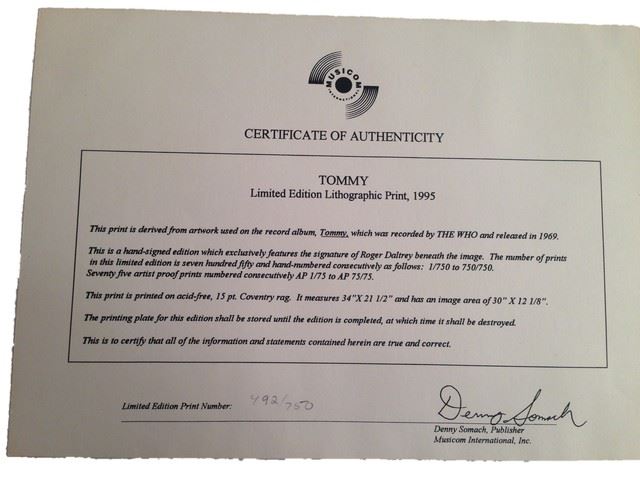 MUSICOM
INTERNATIONAL
CERTIFICATE OF AUTHENTICITY
TOMMY
Limited Edition Lithographic Print, 1995
This print is derived from artwork used on the record album, Tommy, which was recorded by THE WHO and released in 1969.
This is a hand-signed edition which exclusively features the signature of Roger Daltrey beneath the image. The number of prints
in this limited edition is seven hundred fifty and hand-numbered consecutively as follows: 1/750 to 750/750.
Seventy five artist proof prints numbered consecutively AP 1/75 to AP 75/75.
This print is printed on acid-free, 15 pt. Coventry rag. It measures 34"X 21 1/2" and has an image area of 30" X 12 1/8".
The printing plate for this edition shall be stored until the edition is completed, at which time it shall be destroyed.
This is to certify that all of the information and statements contained herein are true and correct.
Limited Edition Print Number: 492/750
Denny Somach
Denny Somach, Publisher
Musicom International, Inc.